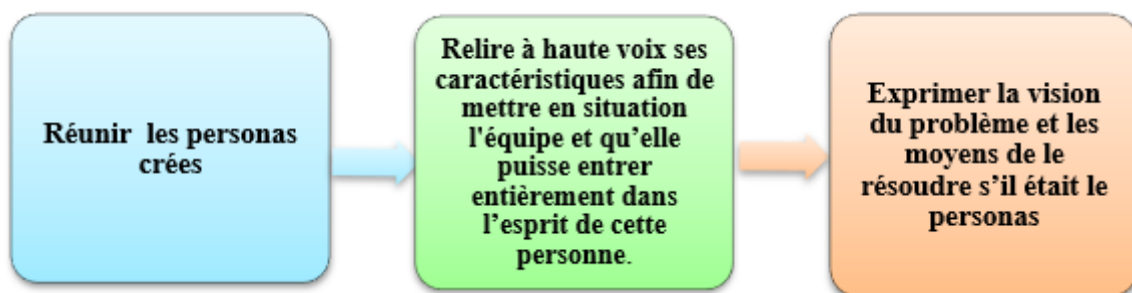 Réunir les personas
crées
Relire à haute voix ses
caractéristiques afin de
mettre en situation
l'équipe et qu’elle
puisse entrer
entièrement dans
l’esprit de cette
personne.
Exprimer la vision
du problème et les
moyens de le
résoudre s’il était le
personas